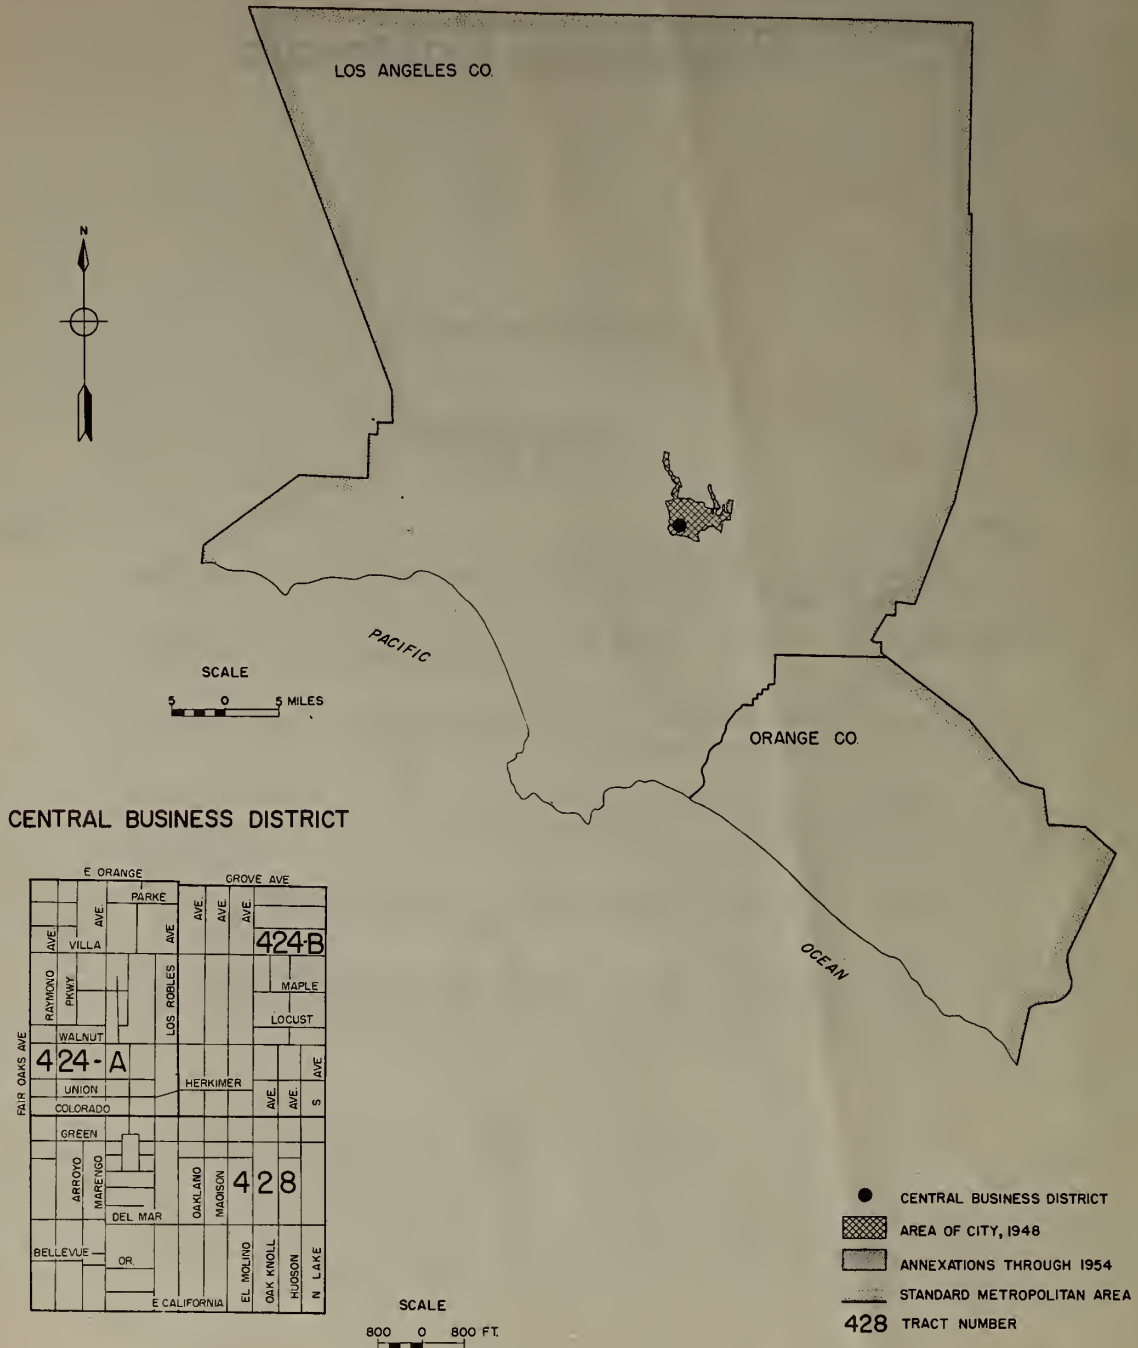 LOS ANGELES CO.
N
PACIFIC
SCALE
5 0 5 MILES
ORANGE CO.
OCEAN
CENTRAL BUSINESS DISTRICT
E ORANGE
GROVE AVE
PARKE
AVE.
AVE.
AVE.
AVE.
AVE
AVE
VILLA
424-B
RAYMOND
PKWY
LOS ROBLES
MAPLE
LOCUST
WALNUT
FAIR OAKS AVE
424-A
AVE
UNION
HERKIMER
AVE.
AVE.
S
COLORADO
GREEN
ARROYO
MARENGO
OAKLAND
MADISON
428
DEL MAR
BELLEVUE
DR.
EL MOLINO
OAK KNOLL
HUDSON
N LAKE
E CALIFORNIA
SCALE
800 0 800 FT.
CENTRAL BUSINESS DISTRICT
AREA OF CITY, 1948
ANNEXATIONS THROUGH 1954
STANDARD METROPOLITAN AREA
428 TRACT NUMBER